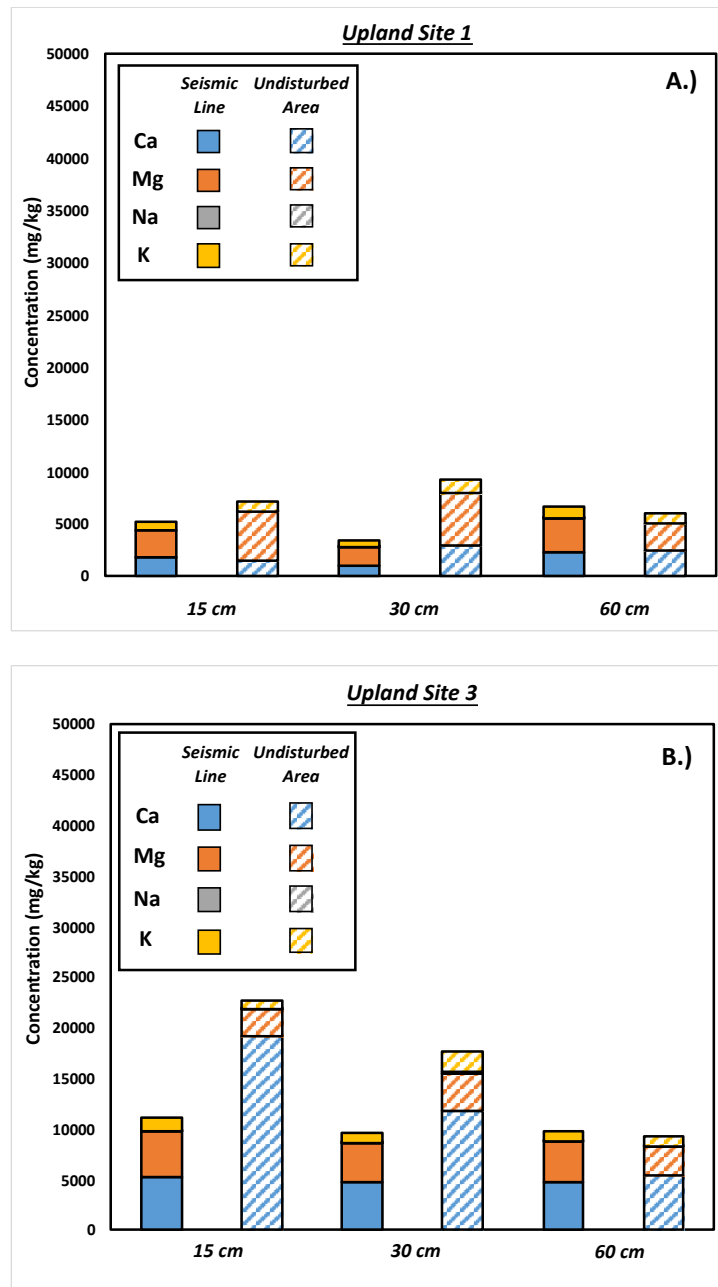 Upland Site 1
A.)
Seismic Line
Undisturbed Area
Ca
Mg
Na
K
Concentration (mg/kg)
50000
45000
40000
35000
30000
25000
20000
15000
10000
5000
0
15 cm
30 cm
60 cm
Upland Site 3
B.)
Seismic Line
Undisturbed Area
Ca
Mg
Na
K
Concentration (mg/kg)
50000
45000
40000
35000
30000
25000
20000
15000
10000
5000
0
15 cm
30 cm
60 cm